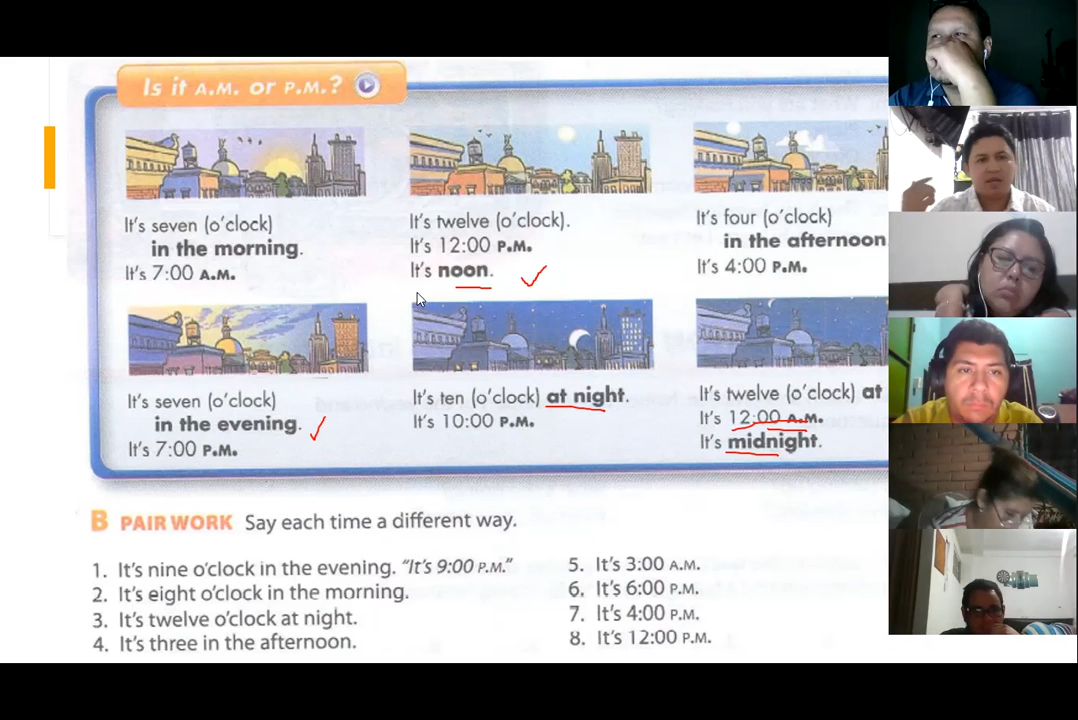 Is it A.M. or P.M.?
It's seven (o'clock)
in the morning.
It's 7:00 A.M.
It's twelve (o'clock).
It's 12:00 P.M.
It's noon.
It's four (o'clock)
in the afternoon
It's 4:00 P.M.
It's seven (o'clock)
in the evening.
It's 7:00 P.M.
It's ten (o'clock) at night.
It's 10:00 P.M.
It's twelve (o'clock) at
It's 12:00 A.M.
It's midnight.
B PAIR WORK Say each time a different way.
1. It's nine o'clock in the evening. "It's 9:00 P.M."
2. It's eight o'clock in the morning.
3. It's twelve o'clock at night.
4. It's three in the afternoon.
5. It's 3:00 A.M.
6. It's 6:00 P.M.
7. It's 4:00 P.M.
8. It's 12:00 P.M.